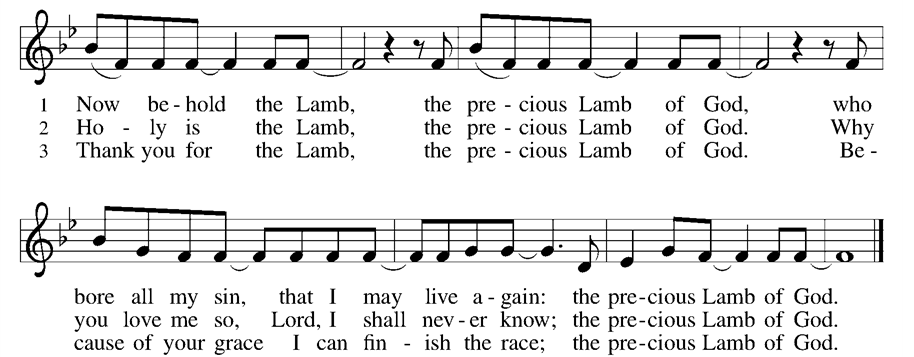 1 Now be - hold the Lamb, the pre - cious Lamb of God, who
2 Ho - ly is the Lamb, the pre - cious Lamb of God. Why
3 Thank you for the Lamb, the pre - cious Lamb of God. Be -
bore all my sin, that I may live a - gain: the pre - cious Lamb of God.
you love me so, Lord, I shall nev - er know; the pre - cious Lamb of God.
cause of your grace I can fin - ish the race; the pre - cious Lamb of God.